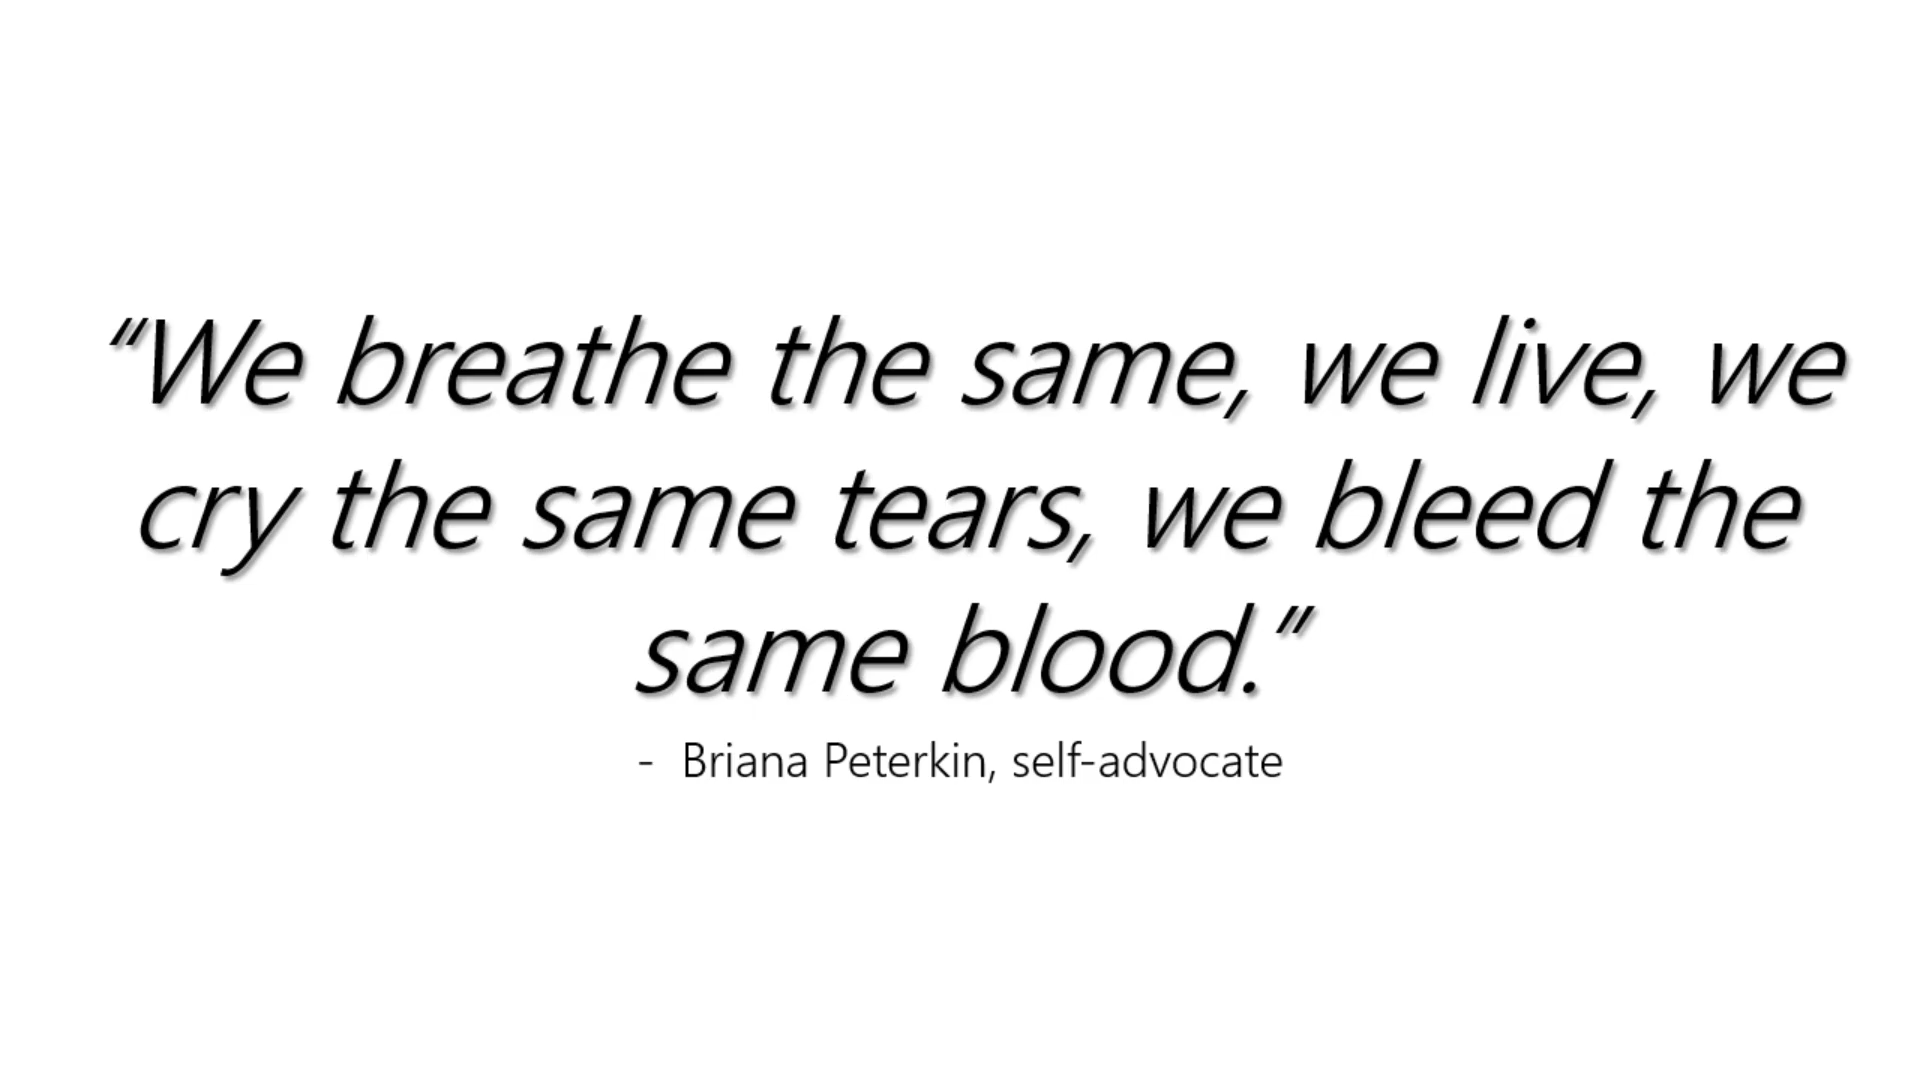 “We breathe the same, we live, we
cry the same tears, we bleed the
same blood.”
- Briana Peterkin, self-advocate